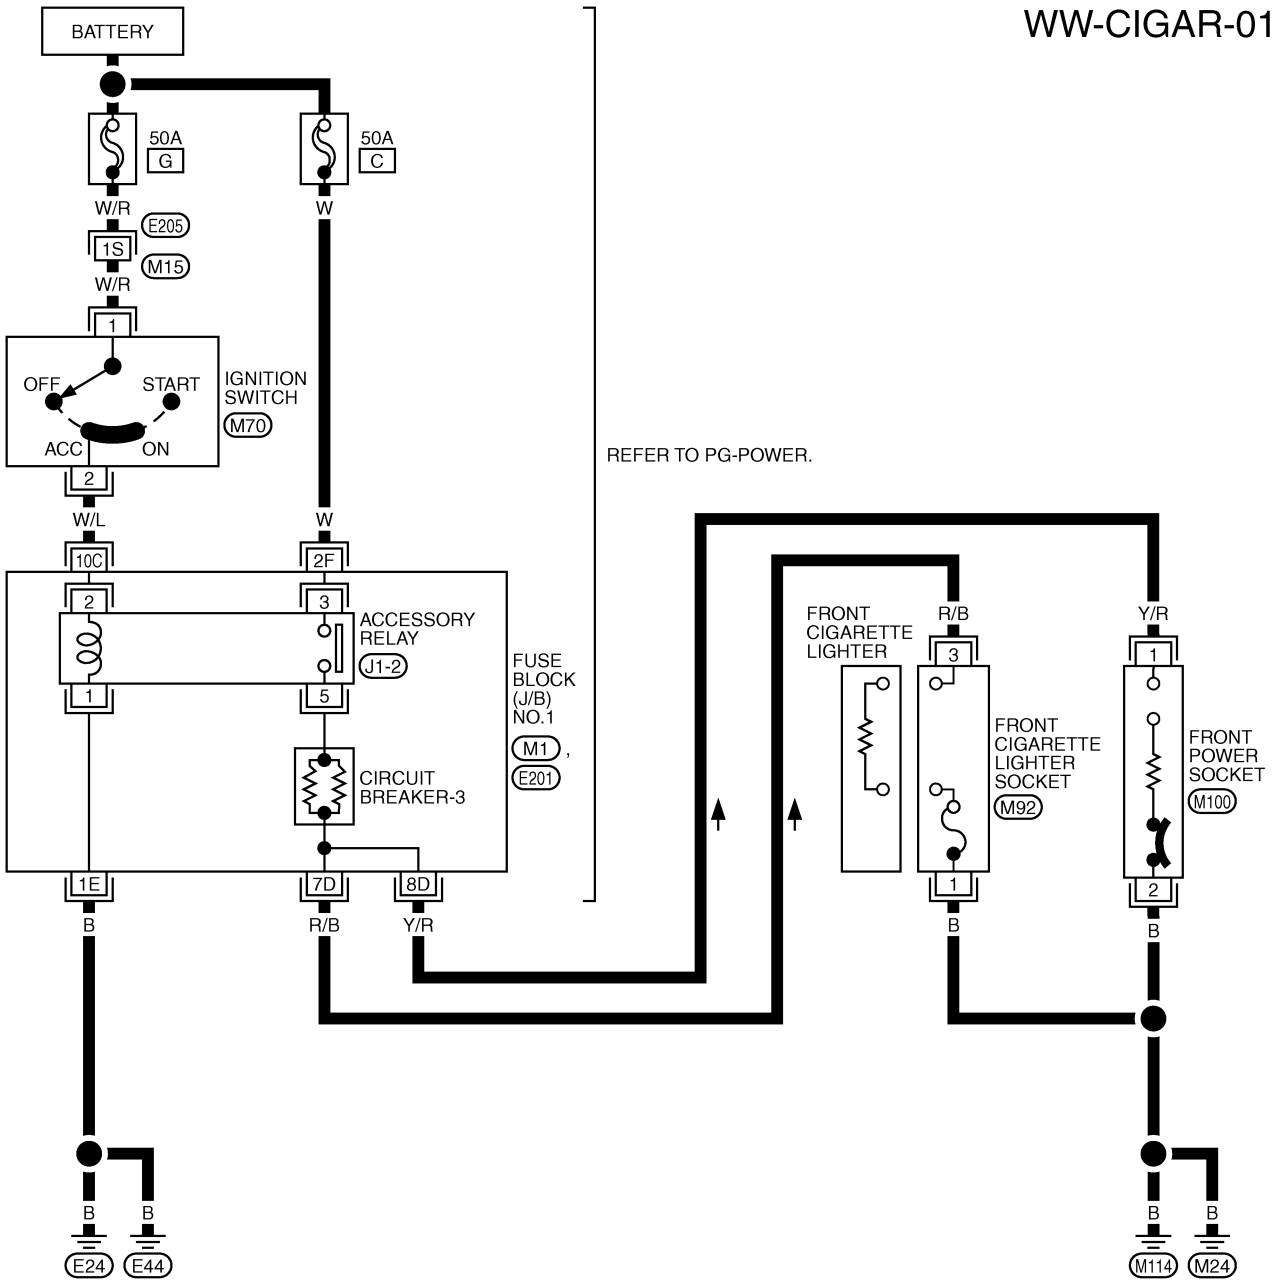 WW-CIGAR-01
BATTERY
50A
G
50A
C
W/R
W
E205
1S
M15
W/R
1
OFF
START
IGNITION
SWITCH
M70
ACC
ON
REFER TO PG-POWER.
2
W/L
W
10C
2F
2
3
ACCESSORY
RELAY
J1-2
1
5
FUSE
BLOCK
(J/B)
NO.1
M1 ,
E201
CIRCUIT
BREAKER-3
FRONT
CIGARETTE
LIGHTER
R/B
Y/R
3
1
FRONT
CIGARETTE
LIGHTER
SOCKET
M92
FRONT
POWER
SOCKET
M100
1E
7D
8D
1
2
B
R/B
Y/R
B
B
B
B
B
B
E24
E44
M114
M24